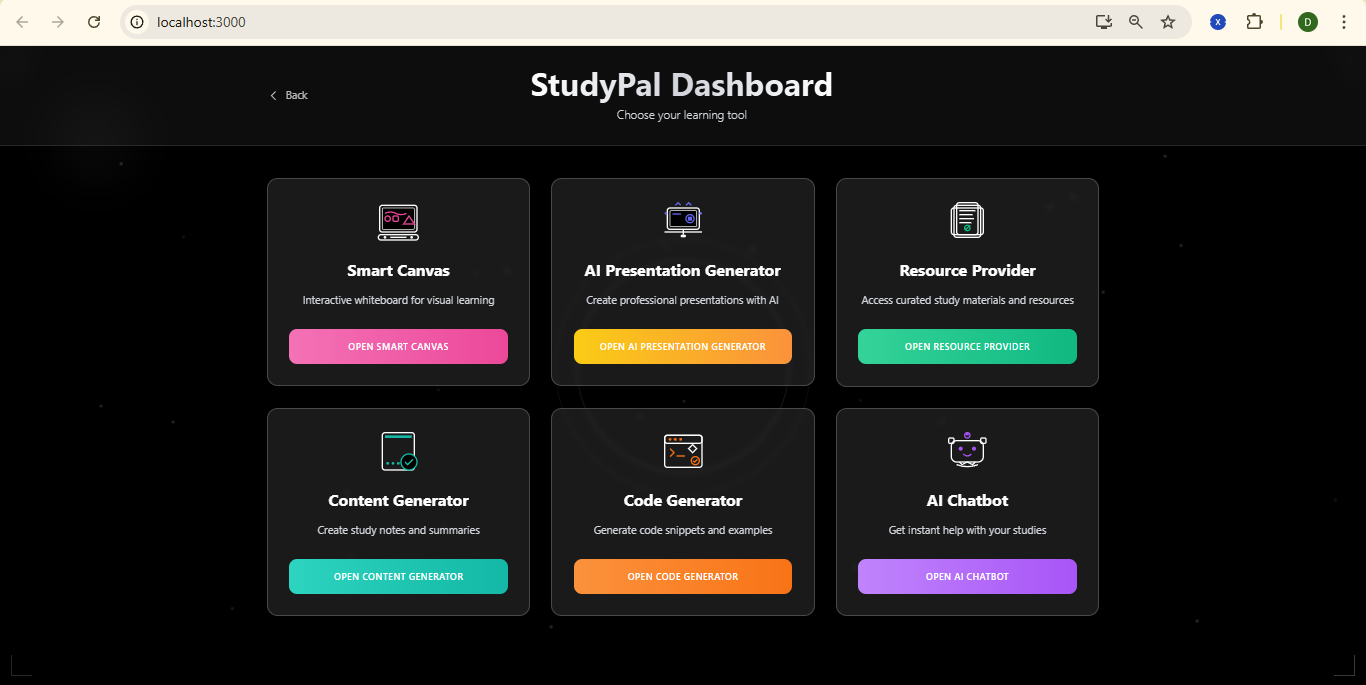 localhost:3000
X
D
Back
StudyPal Dashboard
Choose your learning tool
Smart Canvas
Interactive whiteboard for visual learning
OPEN SMART CANVAS
AI Presentation Generator
Create professional presentations with AI
OPEN AI PRESENTATION GENERATOR
Resource Provider
Access curated study materials and resources
OPEN RESOURCE PROVIDER
Content Generator
Create study notes and summaries
OPEN CONTENT GENERATOR
Code Generator
Generate code snippets and examples
OPEN CODE GENERATOR
AI Chatbot
Get instant help with your studies
OPEN AI CHATBOT